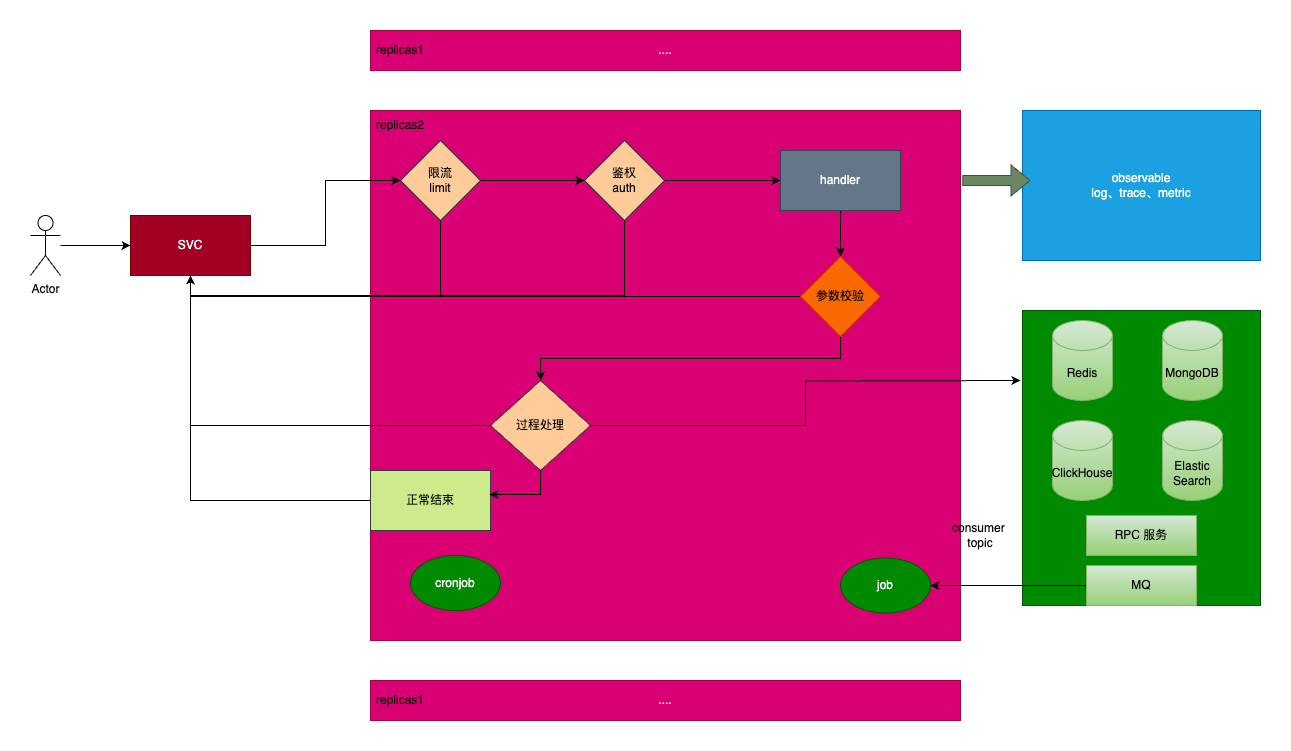 replicas1
....
replicas2
限流
limit
鉴权
auth
handler
observable
log、trace、metric
SVC
Actor
参数校验
Redis
MongoDB
过程处理
ClickHouse
Elastic
Search
正常结束
consumer
topic
RPC 服务
cronjob
job
MQ
replicas1
....